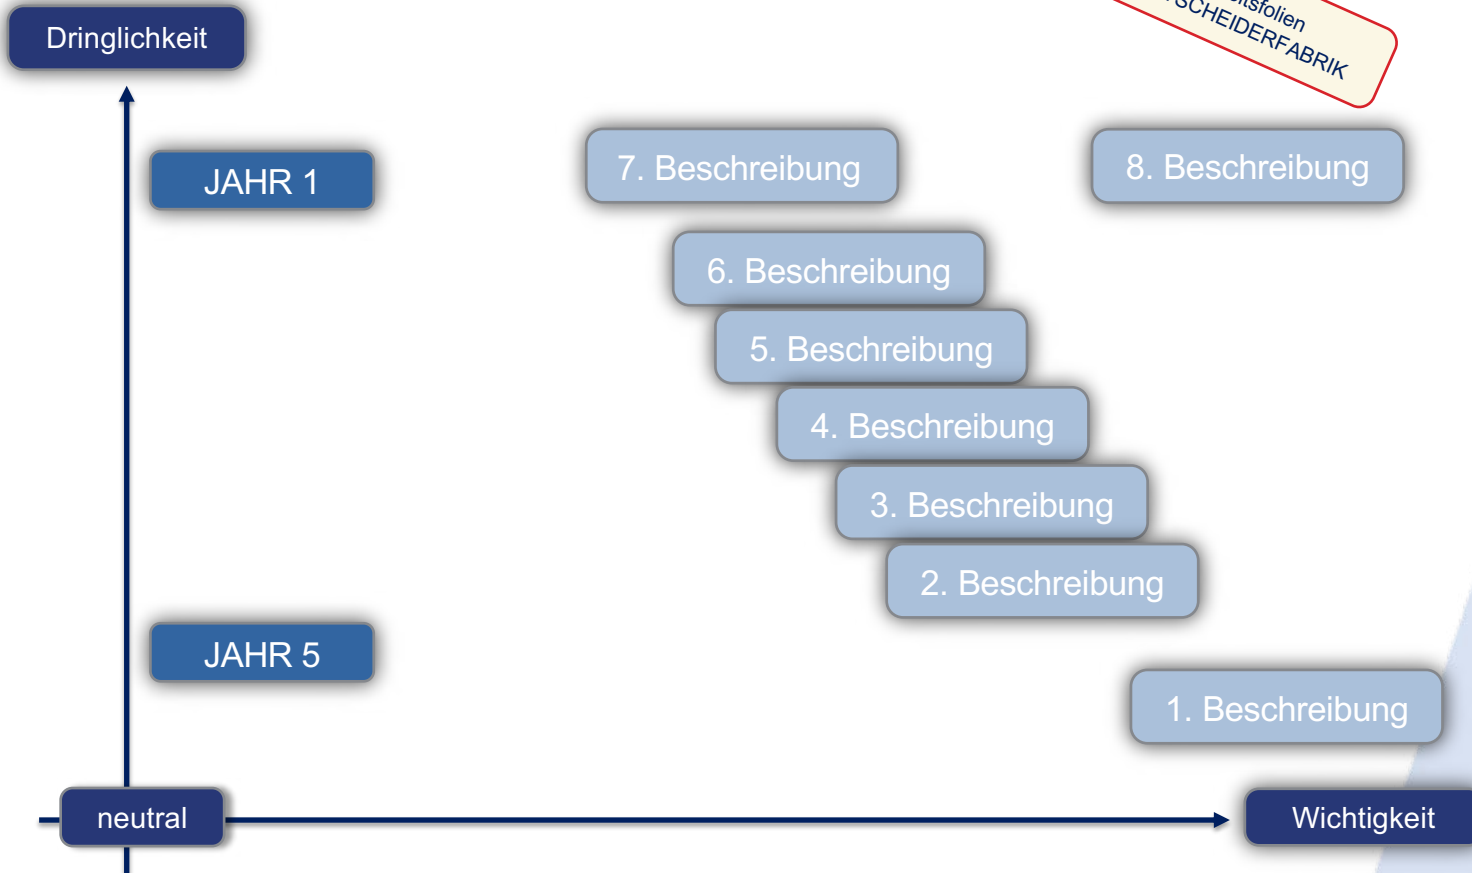 Dringlichkeit
SCHEIDERFABRIK
JAHR 1
7. Beschreibung
8. Beschreibung
6. Beschreibung
5. Beschreibung
4. Beschreibung
3. Beschreibung
2. Beschreibung
JAHR 5
1. Beschreibung
neutral
Wichtigkeit